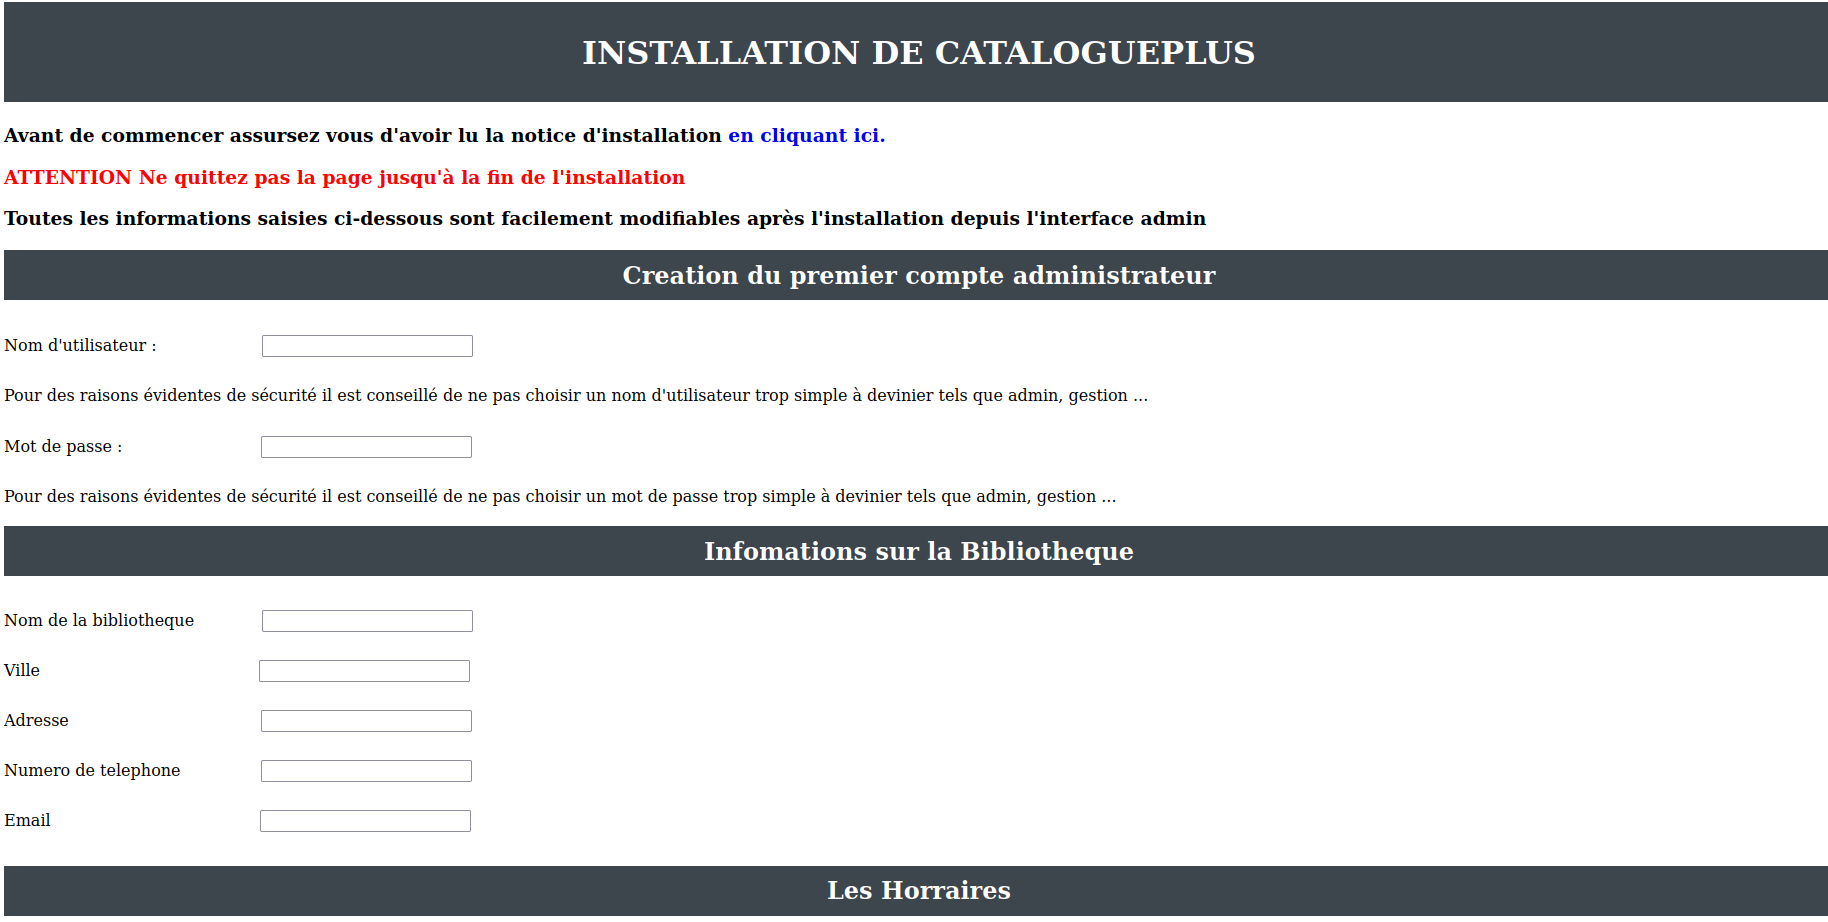 INSTALLATION DE CATALOGUEPLUS
Avant de commencer assursez vous d'avoir lu la notice d'installation en cliquant ici.
ATTENTION Ne quittez pas la page jusqu'à la fin de l'installation
Toutes les informations saisies ci-dessous sont facilement modifiables après l'installation depuis l'interface admin
Creation du premier compte administrateur
Nom d'utilisateur :
Pour des raisons évidentes de sécurité il est conseillé de ne pas choisir un nom d'utilisateur trop simple à devinier tels que admin, gestion ...
Mot de passe :
Pour des raisons évidentes de sécurité il est conseillé de ne pas choisir un mot de passe trop simple à devinier tels que admin, gestion ...
Infomations sur la Bibliotheque
Nom de la bibliotheque
Ville
Adresse
Numero de telephone
Email
Les Horraires